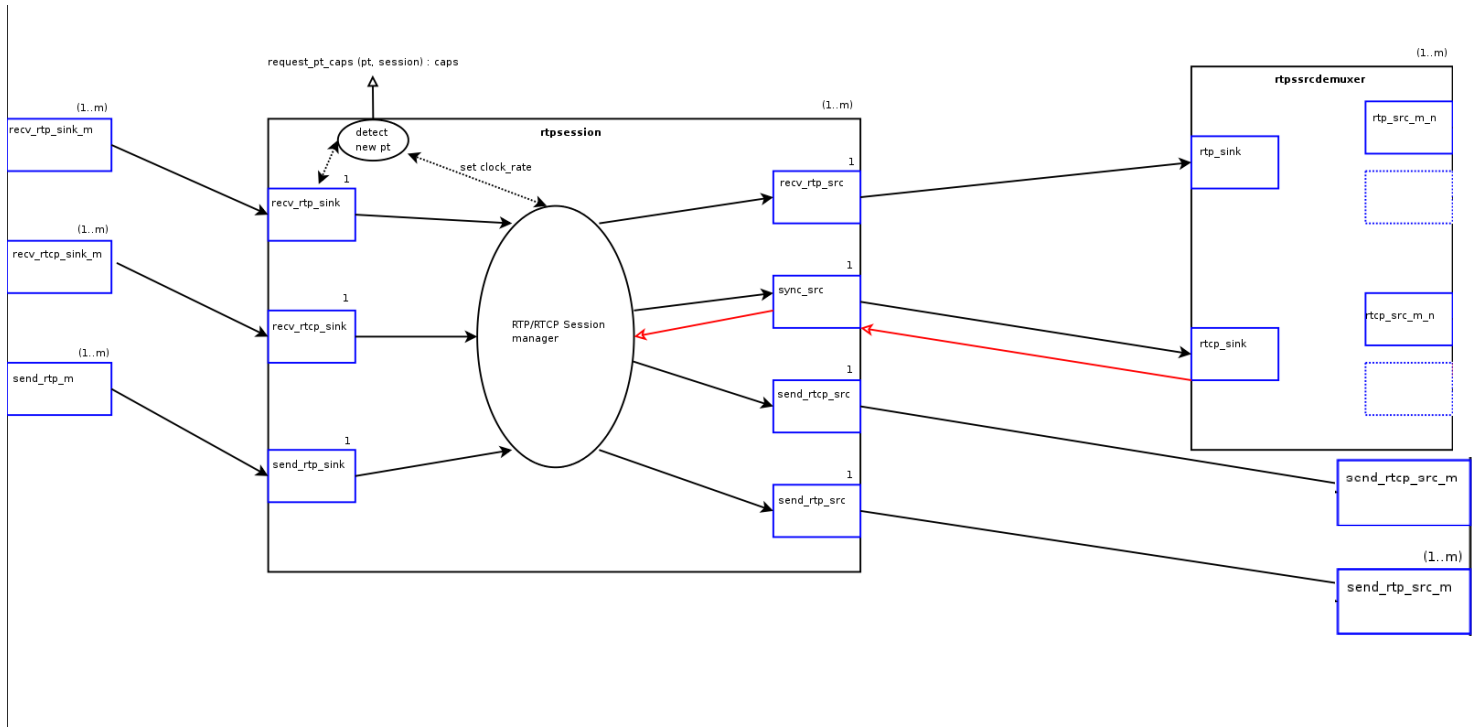 (1..m)
request_pt_caps (pt, session) : caps
rtpssrcdemuxer
(1..m)
(1..m)
recv_rtp_sink_m
rtpsession
detect
new pt
rtp_src_m_n
rtp_sink
set clock_rate
1
1
recv_rtp_src
recv_rtp_sink
(1..m)
recv_rtcp_sink_m
1
sync_src
1
recv_rtcp_sink
RTP/RTCP Session
manager
rtcp_src_m_n
rtcp_sink
(1..m)
send_rtp_m
1
send_rtcp_src
1
send_rtp_sink
1
send_rtp_src
send_rtcp_src_m
(1..m)
send_rtp_src_m